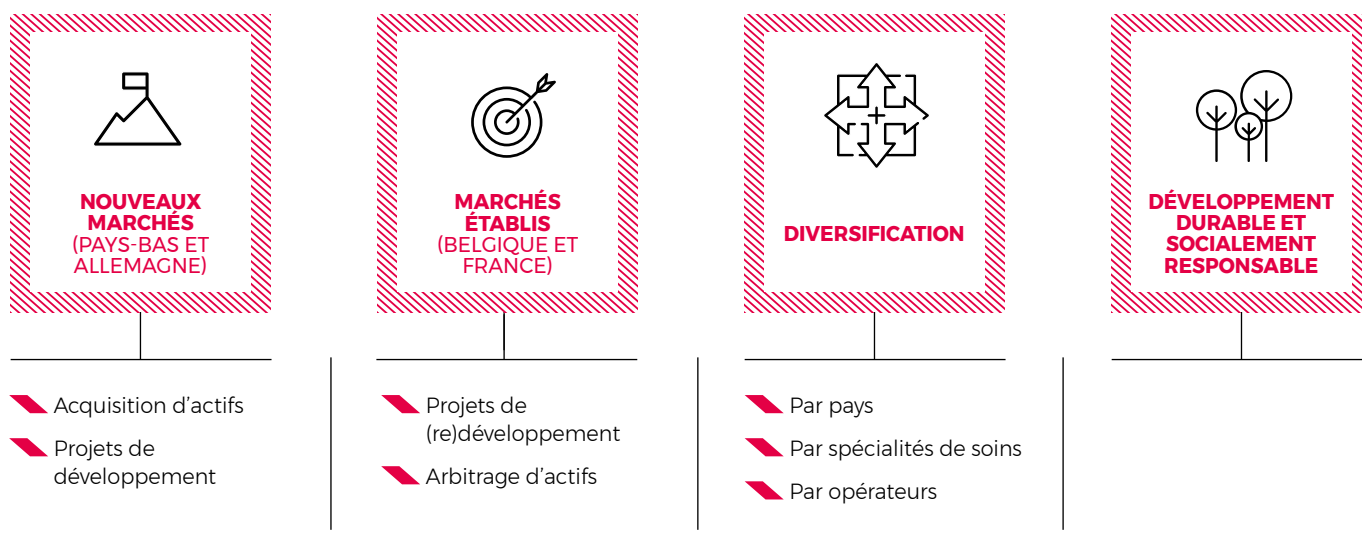 NOUVEAUX
MARCHÉS
(PAYS-BAS ET
ALLEMAGNE)
Acquisition d’actifs
Projets de
développement
MARCHÉS
ÉTABLIS
(BELGIQUE ET
FRANCE)
Projets de
(re)développement
Arbitrage d’actifs
DIVERSIFICATION
Par pays
Par spécialités de soins
Par opérateurs
DÉVELOPPEMENT
DURABLE ET
SOCIALEMENT
RESPONSABLE